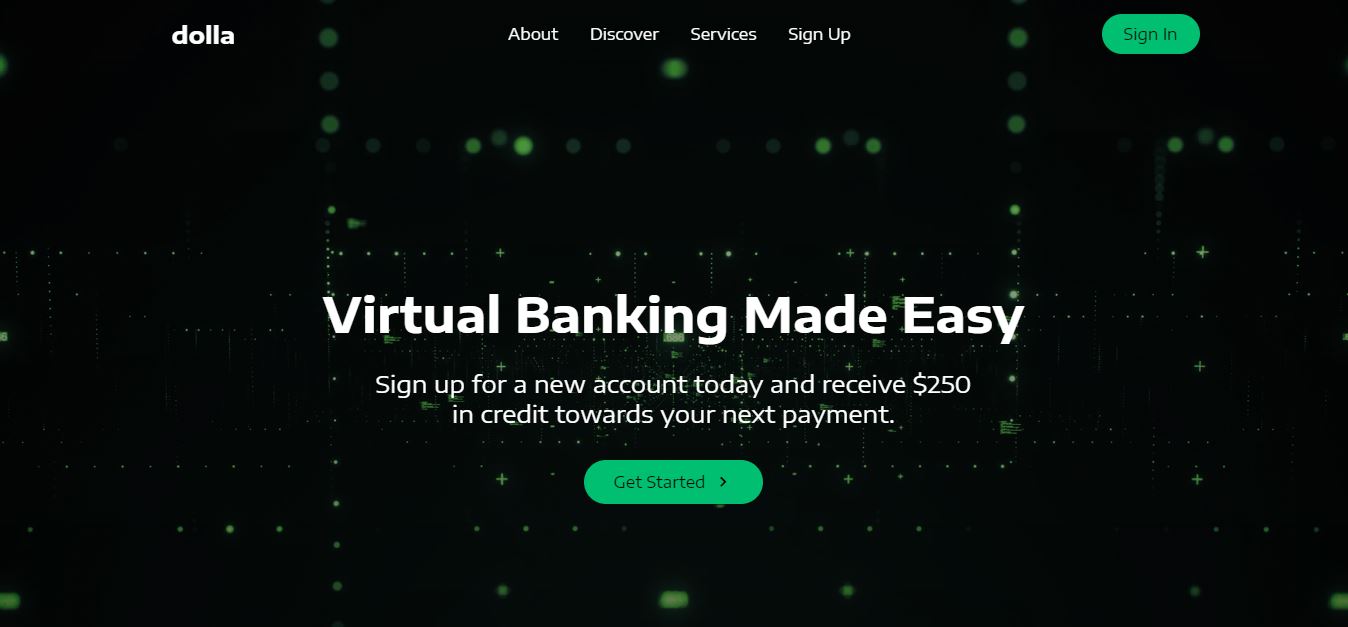 dolla
About
Discover
Services
Sign Up
Sign In
Virtual Banking Made Easy
Sign up for a new account today and receive $250
in credit towards your next payment.
Get Started